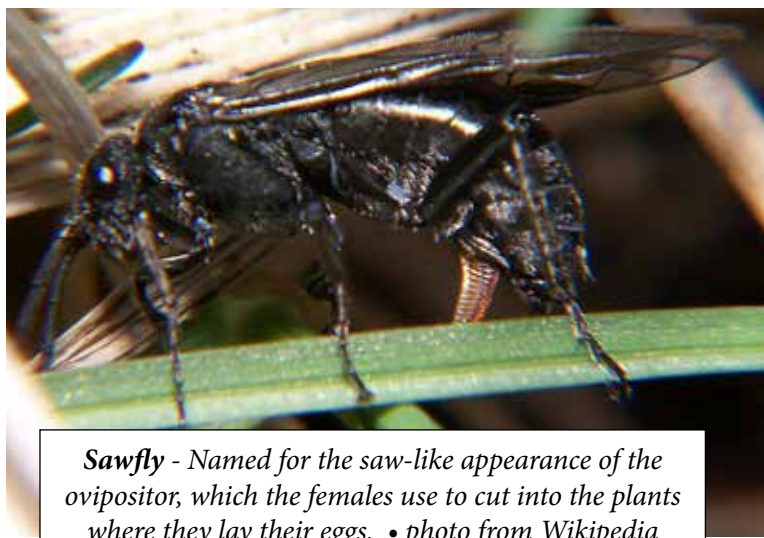 Sawfly - Named for the saw-like appearance of the
ovipositor, which the females use to cut into the plants
where they lay their eggs. • photo from Wikipedia